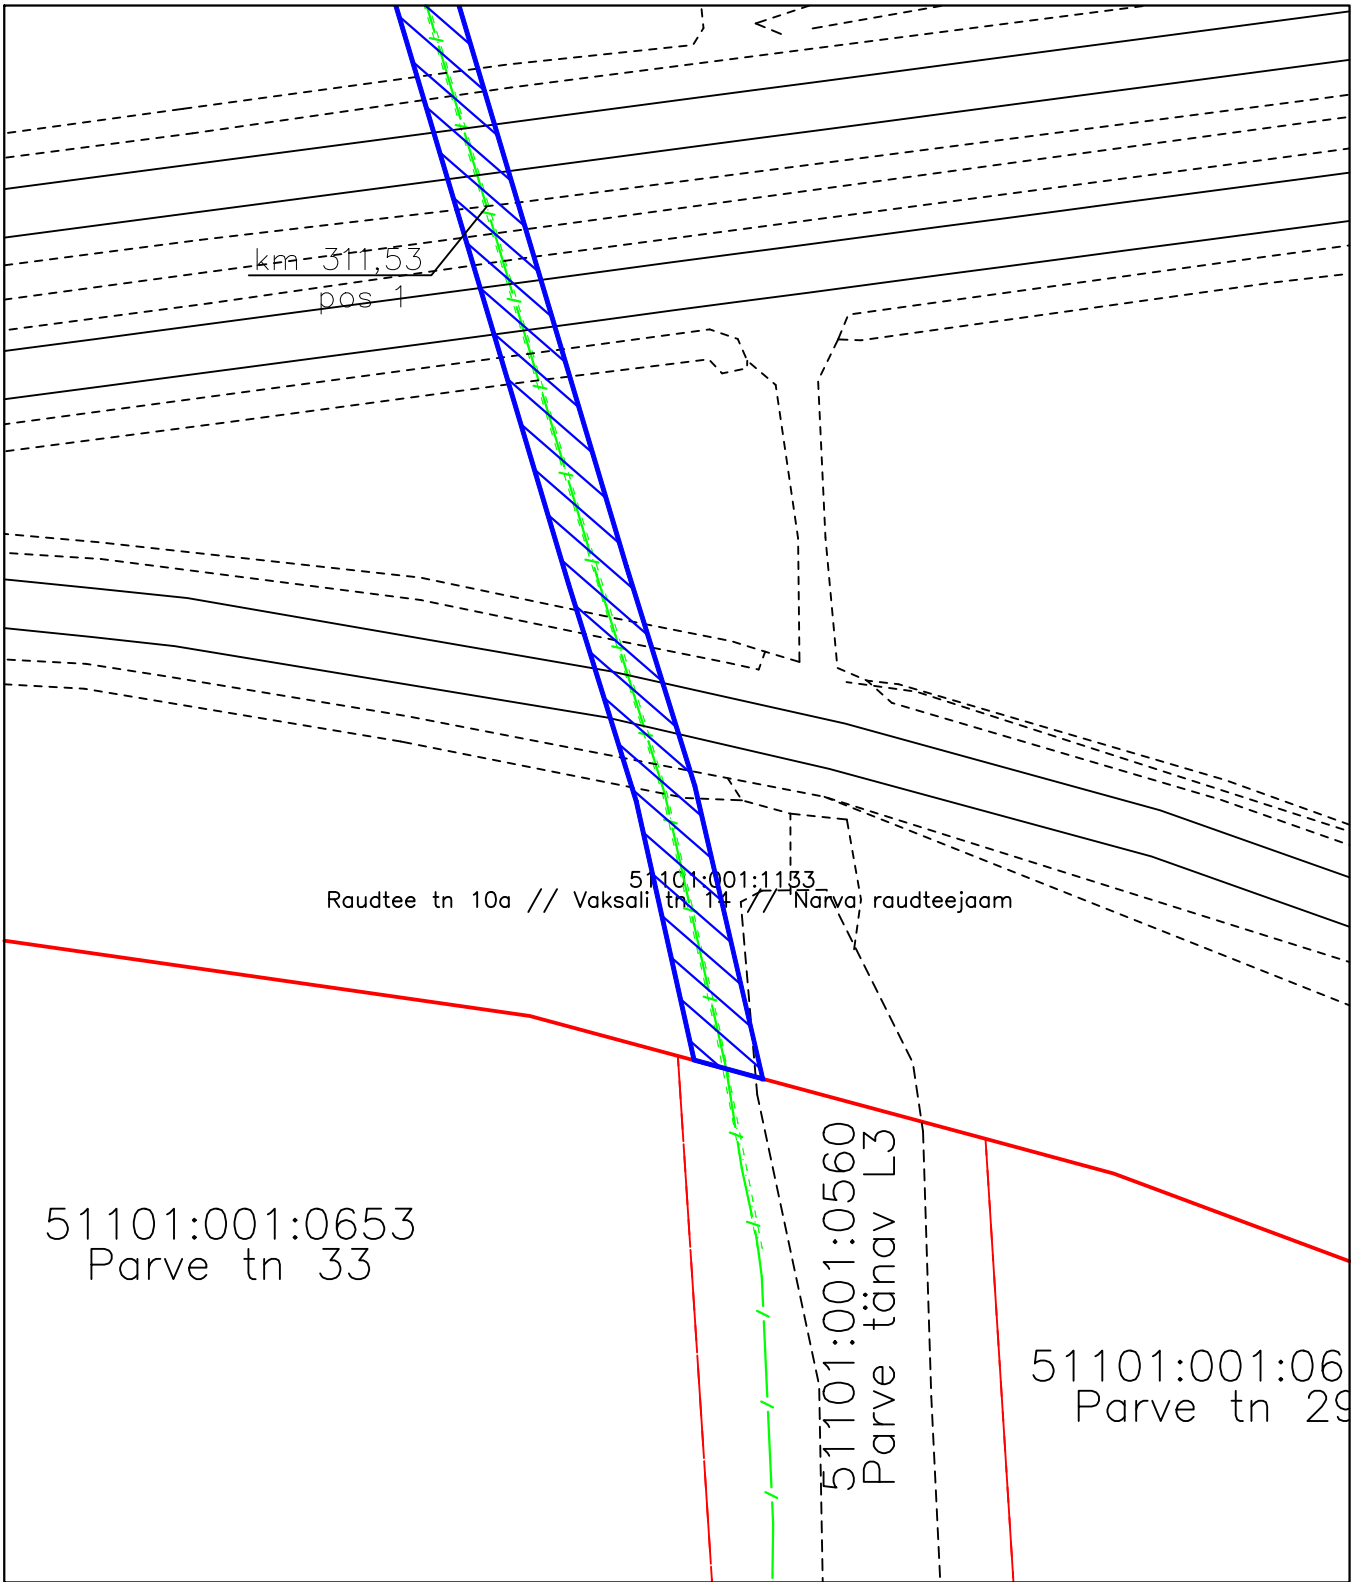 km 311,53
pos 1
51101:001:1153
Raudtee tn 10a // Vaksali tn 14 // Narva raudteejaam
51101:001:0653
Parve tn 33
51101:001:0560
Parve tänav L3
51101:001:06
Parve tn 29